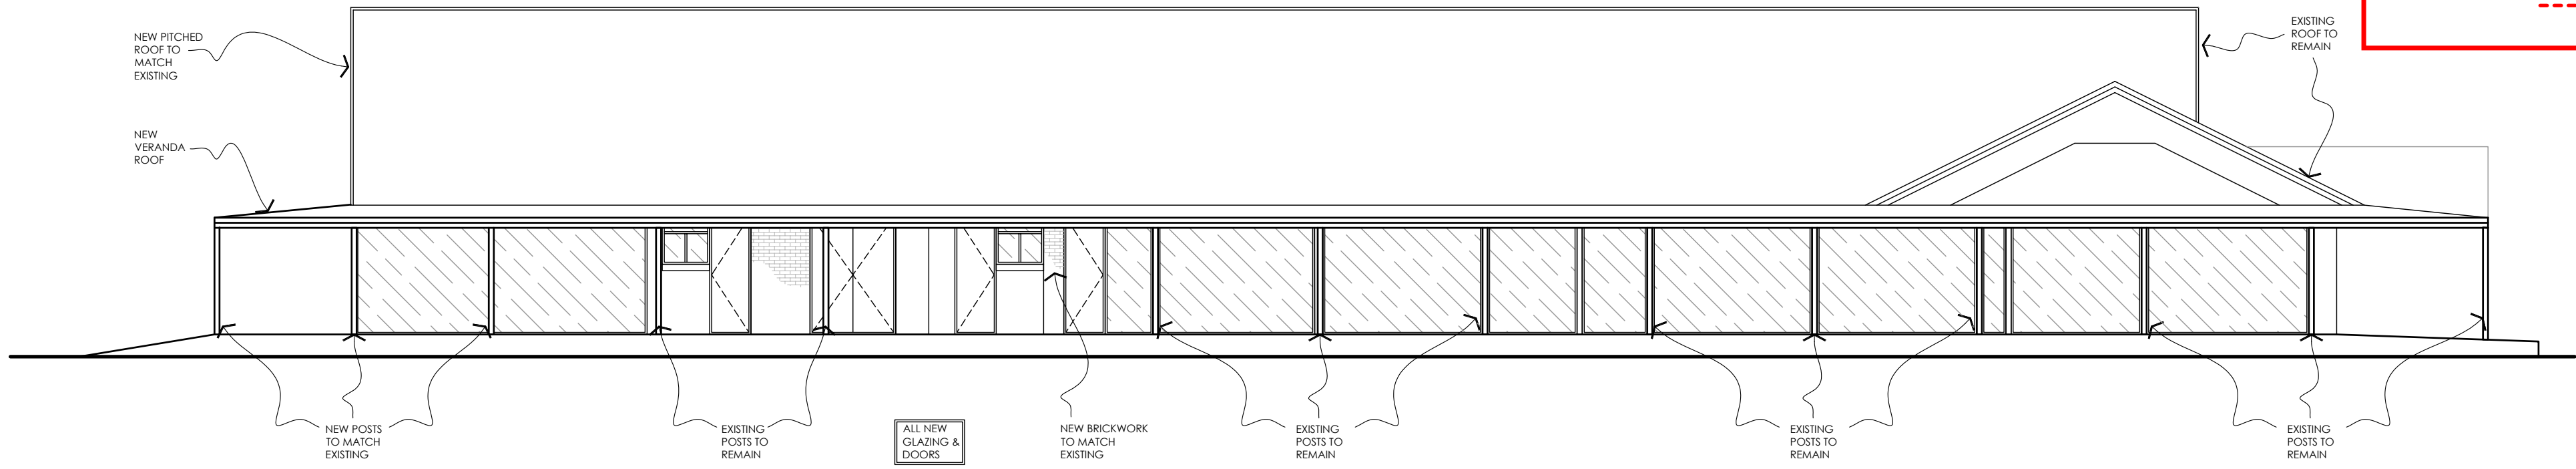 NEW PITCHED
ROOF TO
MATCH
EXISTING
EXISTING
ROOF TO
REMAIN
NEW
VERANDA
ROOF
NEW POSTS
TO MATCH
EXISTING
EXISTING
POSTS TO
REMAIN
ALL NEW
GLAZING &
DOORS
NEW BRICKWORK
TO MATCH
EXISTING
EXISTING
POSTS TO
REMAIN
EXISTING
POSTS TO
REMAIN
EXISTING
POSTS TO
REMAIN